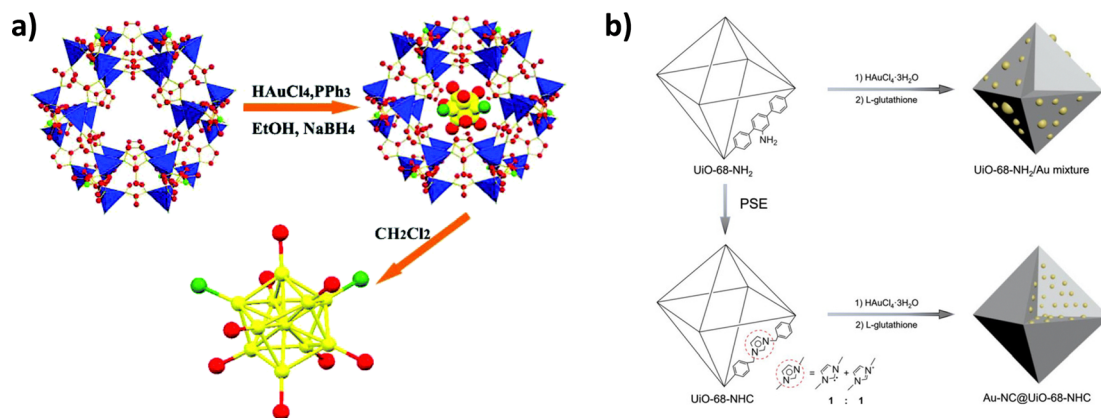 a)
HAuCl4,PPh3
EtOH, NaBH4
CH2Cl2
b)
NH₂
UiO-68-NH₂
1) HAuCl₄·3H₂O
2) L-glutathione
UiO-68-NH₂/Au mixture
PSE
N
N
UiO-68-NHC
N
N
=
N
N
+
N
N
1 : 1
1) HAuCl₄·3H₂O
2) L-glutathione
Au-NC@UiO-68-NHC